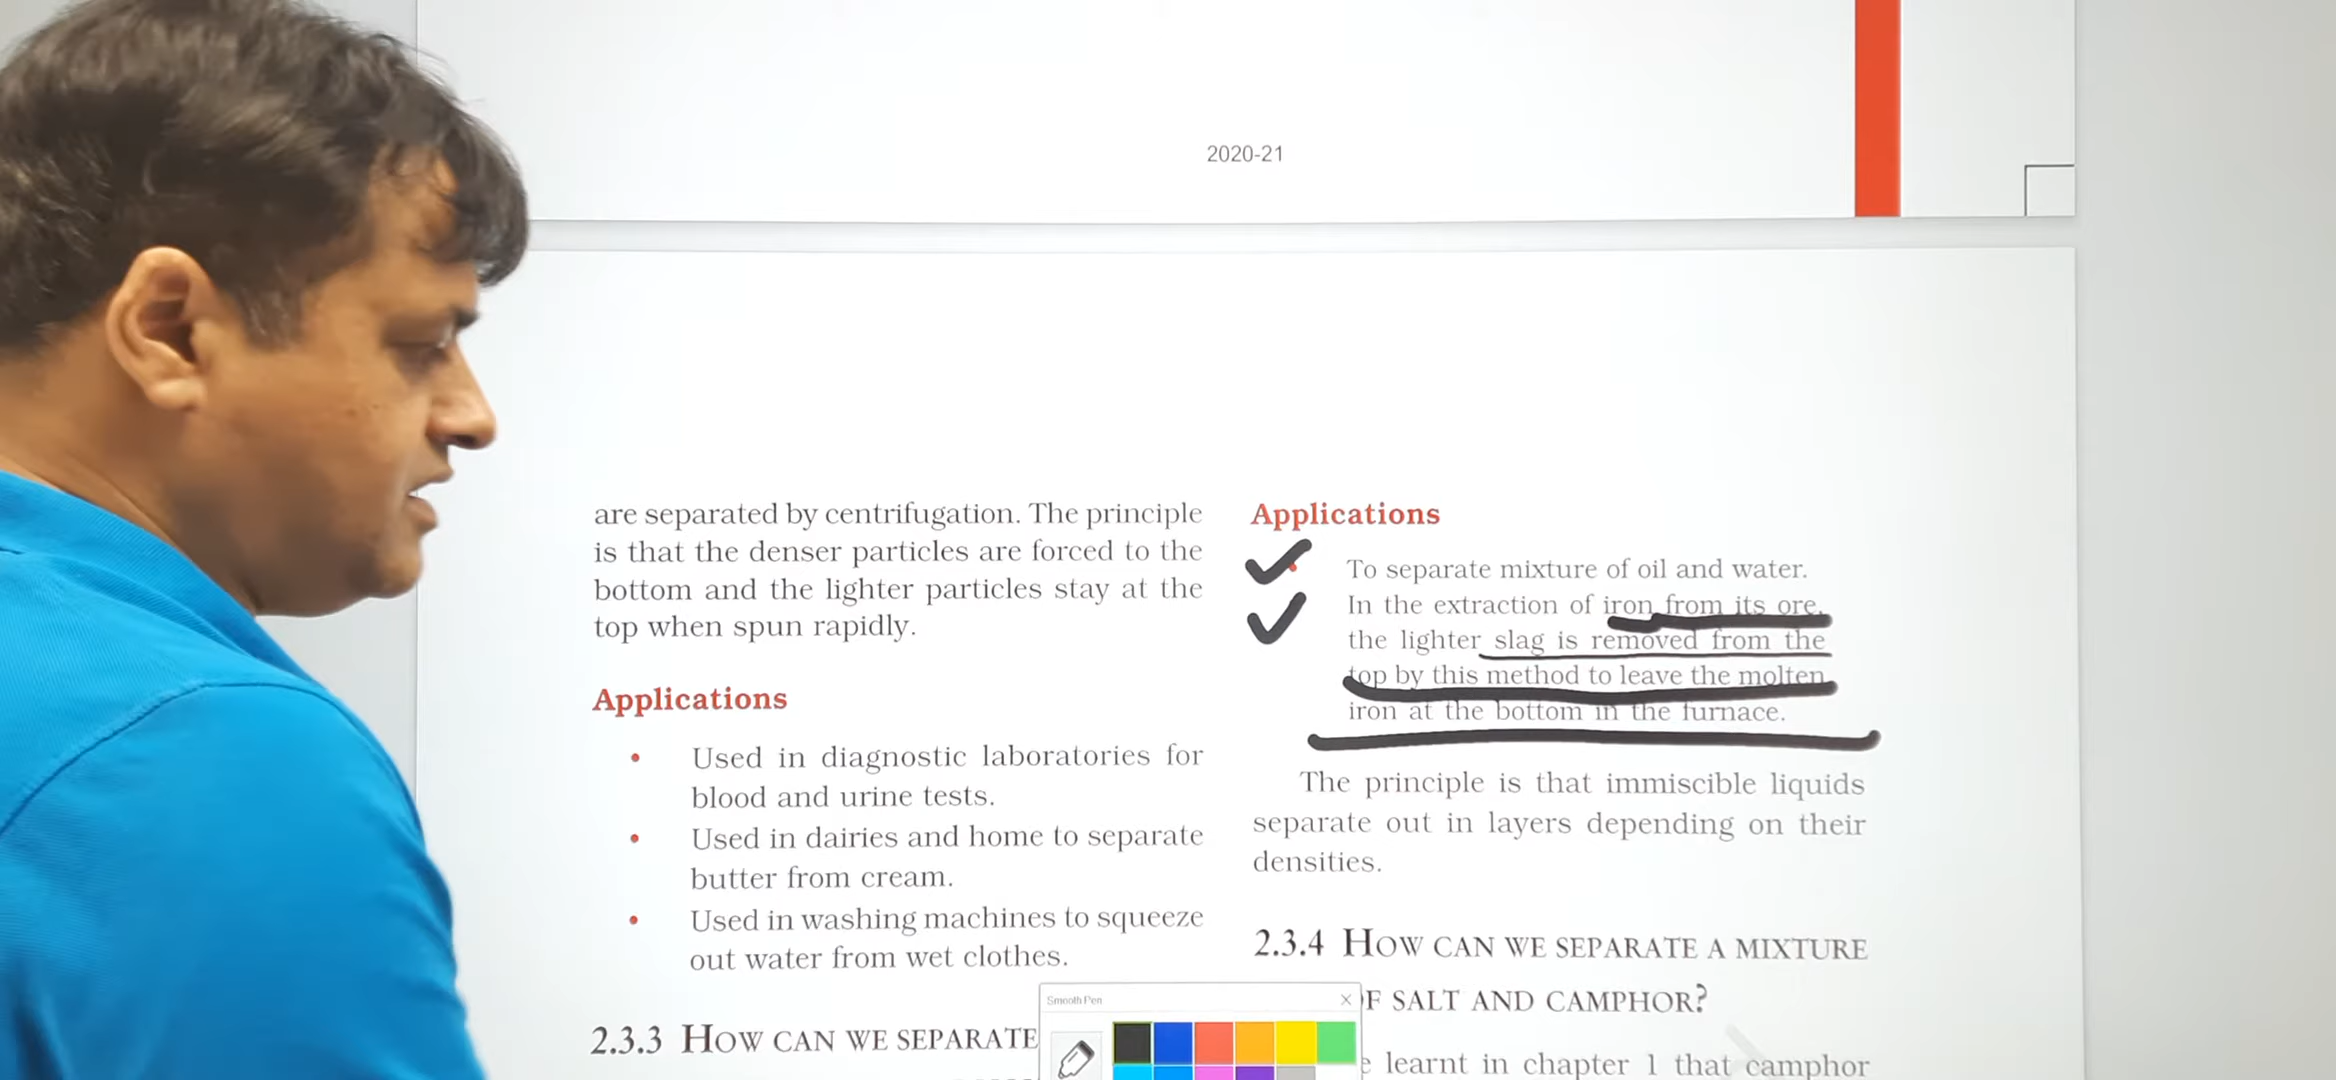 2020-21
are separated by centrifugation. The principle
is that the denser particles are forced to the
bottom and the lighter particles stay at the
top when spun rapidly.
Applications
• Used in diagnostic laboratories for
blood and urine tests.
• Used in dairies and home to separate
butter from cream.
• Used in washing machines to squeeze
out water from wet clothes.
2.3.3 HOW CAN WE SEPARATE
Applications
To separate mixture of oil and water.
In the extraction of iron from its ore,
the lighter slag is removed from the
top by this method to leave the molten
iron at the bottom in the furnace.
The principle is that immiscible liquids
separate out in layers depending on their
densities.
2.3.4 HOW CAN WE SEPARATE A MIXTURE
OF SALT AND CAMPHOR?
learnt in chapter 1 that camphor
Smooth Pen